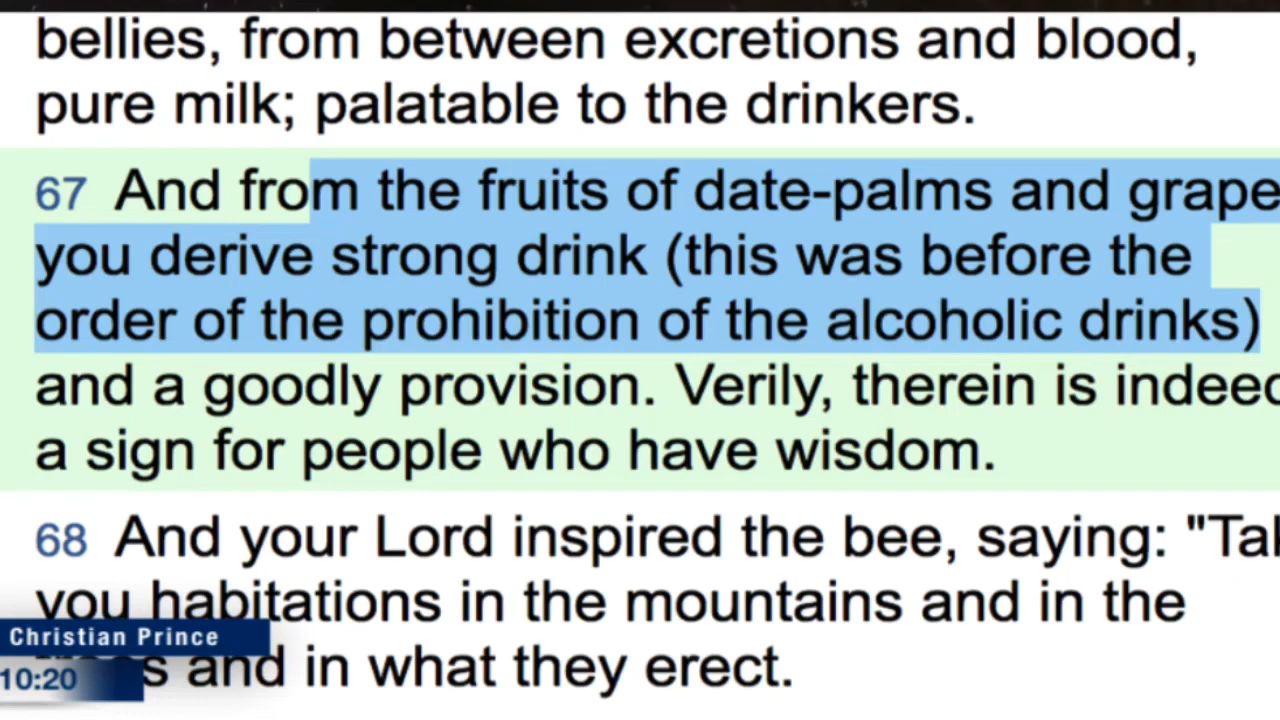 bellies, from between excretions and blood,
pure milk; palatable to the drinkers.
67 And from the fruits of date-palms and grape
you derive strong drink (this was before the
order of the prohibition of the alcoholic drinks)
and a goodly provision. Verily, therein is indeed
a sign for people who have wisdom.
68 And your Lord inspired the bee, saying: "Ta
you habitations in the mountains and in the
and in what they erect.
Christian Prince
10:20